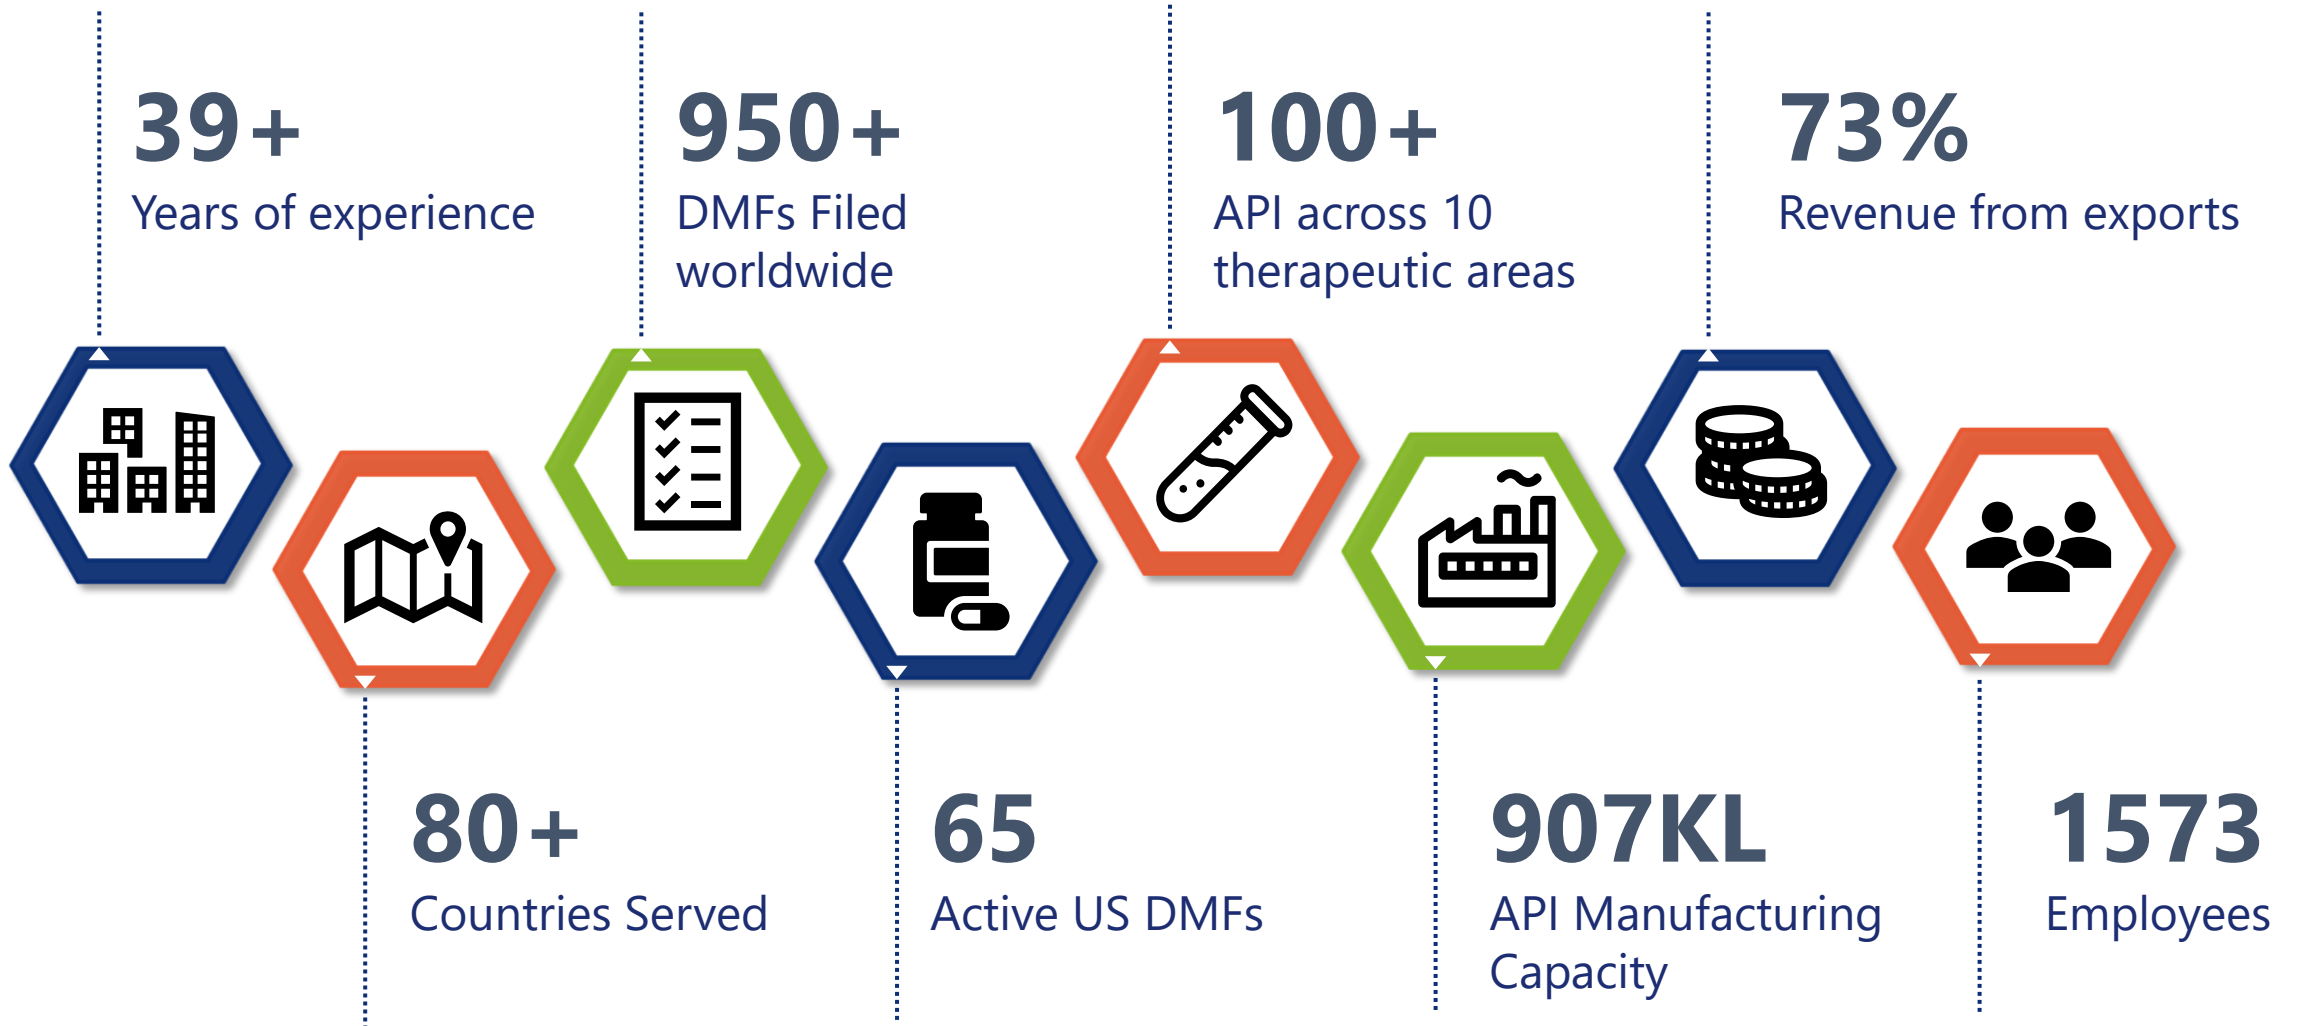 39+
Years of experience
950+
DMFs Filed
worldwide
100+
API across 10
therapeutic areas
73%
Revenue from exports
80+
Countries Served
65
Active US DMFs
907KL
API Manufacturing
Capacity
1573
Employees